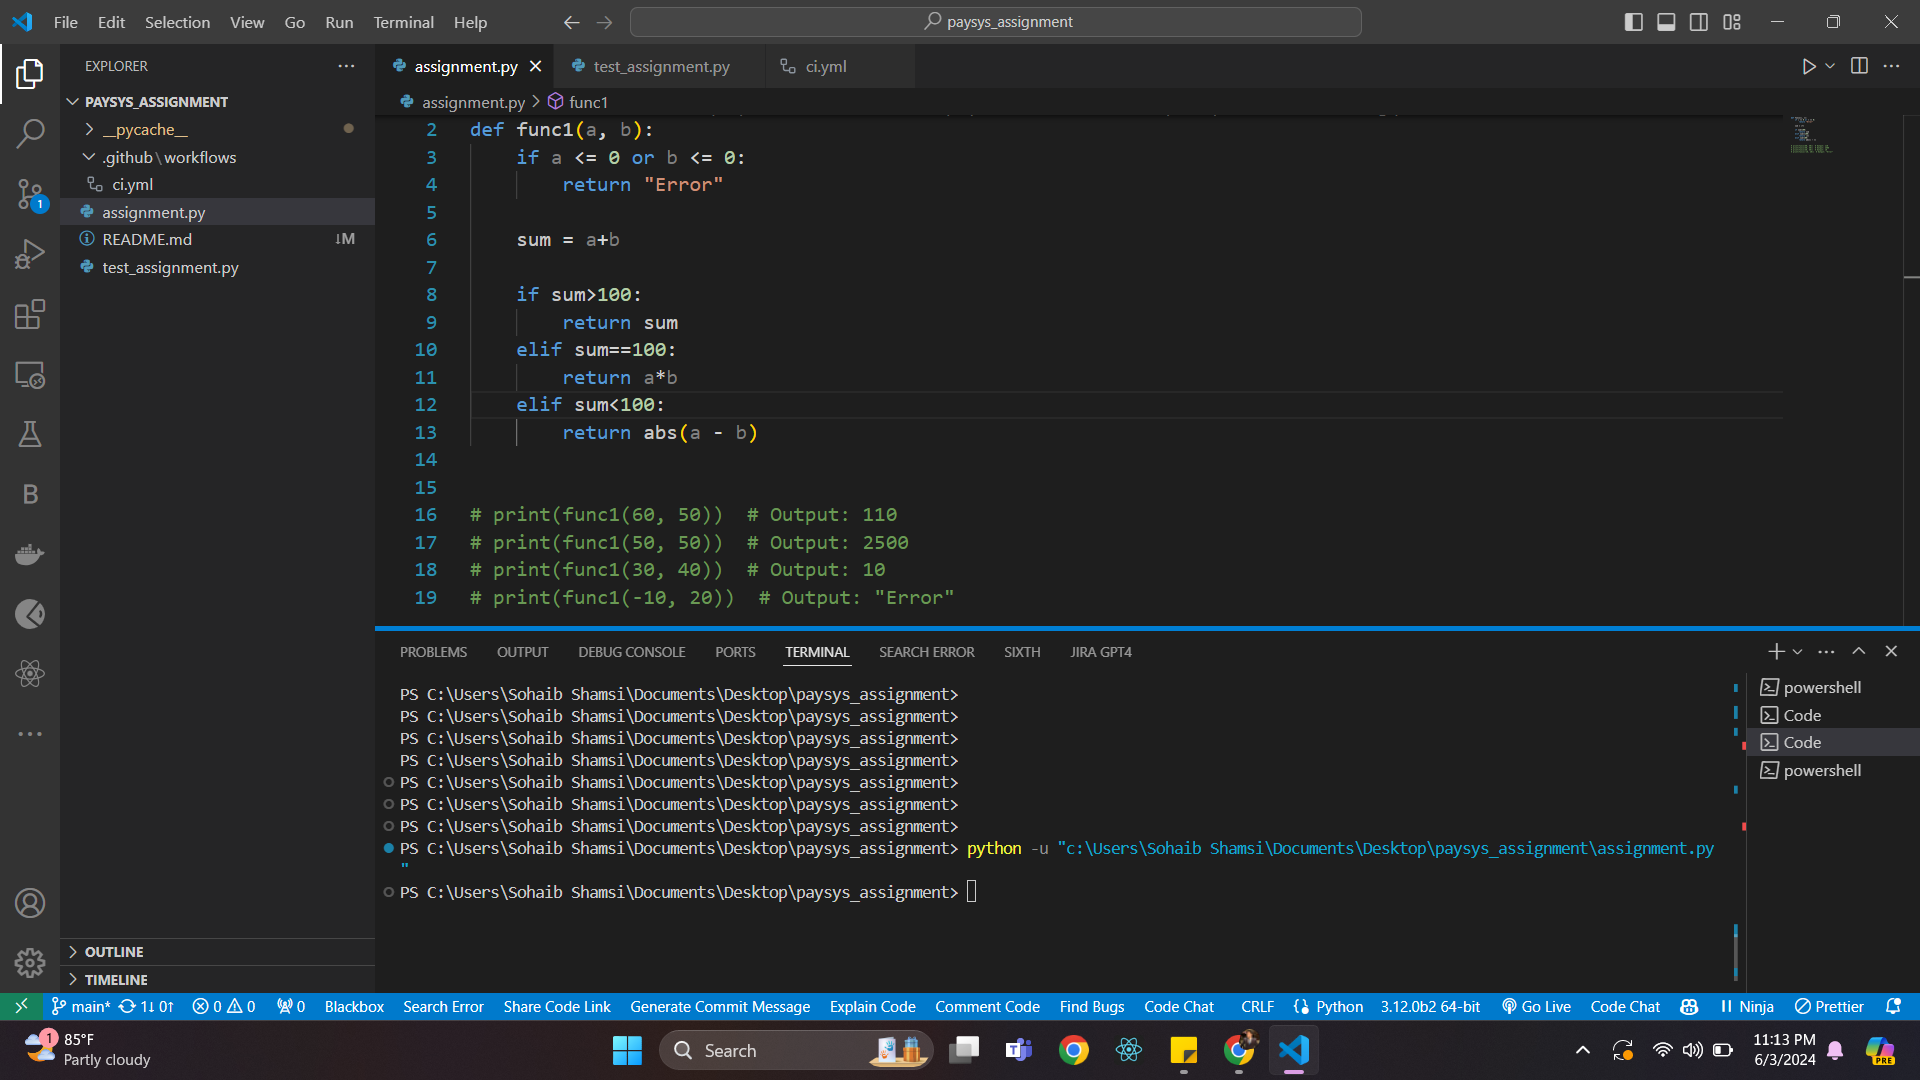 File Edit Selection View Go Run Terminal Help
paysys_assignment
EXPLORER
PAYSYS_ASSIGNMENT
__pycache__
.github\workflows
ci.yml
assignment.py
README.md ↓M
test_assignment.py
1
OUTLINE
TIMELINE
assignment.py test_assignment.py ci.yml
assignment.py > func1
2 def func1(a, b):
3 if a <= 0 or b <= 0:
4 return "Error"
5
6 sum = a+b
7
8 if sum>100:
9 return sum
10 elif sum==100:
11 return a*b
12 elif sum<100:
13 return abs(a - b)
14
15
16 # print(func1(60, 50))  # Output: 110
17 # print(func1(50, 50))  # Output: 2500
18 # print(func1(30, 40))  # Output: 10
19 # print(func1(-10, 20))  # Output: "Error"
PROBLEMS OUTPUT DEBUG CONSOLE PORTS TERMINAL SEARCH ERROR SIXTH JIRA GPT4
PS C:\Users\Sohaib Shamsi\Documents\Desktop\paysys_assignment>
PS C:\Users\Sohaib Shamsi\Documents\Desktop\paysys_assignment>
PS C:\Users\Sohaib Shamsi\Documents\Desktop\paysys_assignment>
PS C:\Users\Sohaib Shamsi\Documents\Desktop\paysys_assignment>
PS C:\Users\Sohaib Shamsi\Documents\Desktop\paysys_assignment>
PS C:\Users\Sohaib Shamsi\Documents\Desktop\paysys_assignment>
PS C:\Users\Sohaib Shamsi\Documents\Desktop\paysys_assignment>
PS C:\Users\Sohaib Shamsi\Documents\Desktop\paysys_assignment> python -u "c:\Users\Sohaib Shamsi\Documents\Desktop\paysys_assignment\assignment.py
"
PS C:\Users\Sohaib Shamsi\Documents\Desktop\paysys_assignment>
powershell
Code
Code
powershell
main* 1↓ 0↑ 0 0 0 Blackbox Search Error Share Code Link Generate Commit Message Explain Code Comment Code Find Bugs Code Chat CRLF Python 3.12.0b2 64-bit Go Live Code Chat Ninja Prettier
1
85°F
Partly cloudy
Search
11:13 PM
6/3/2024
PRE